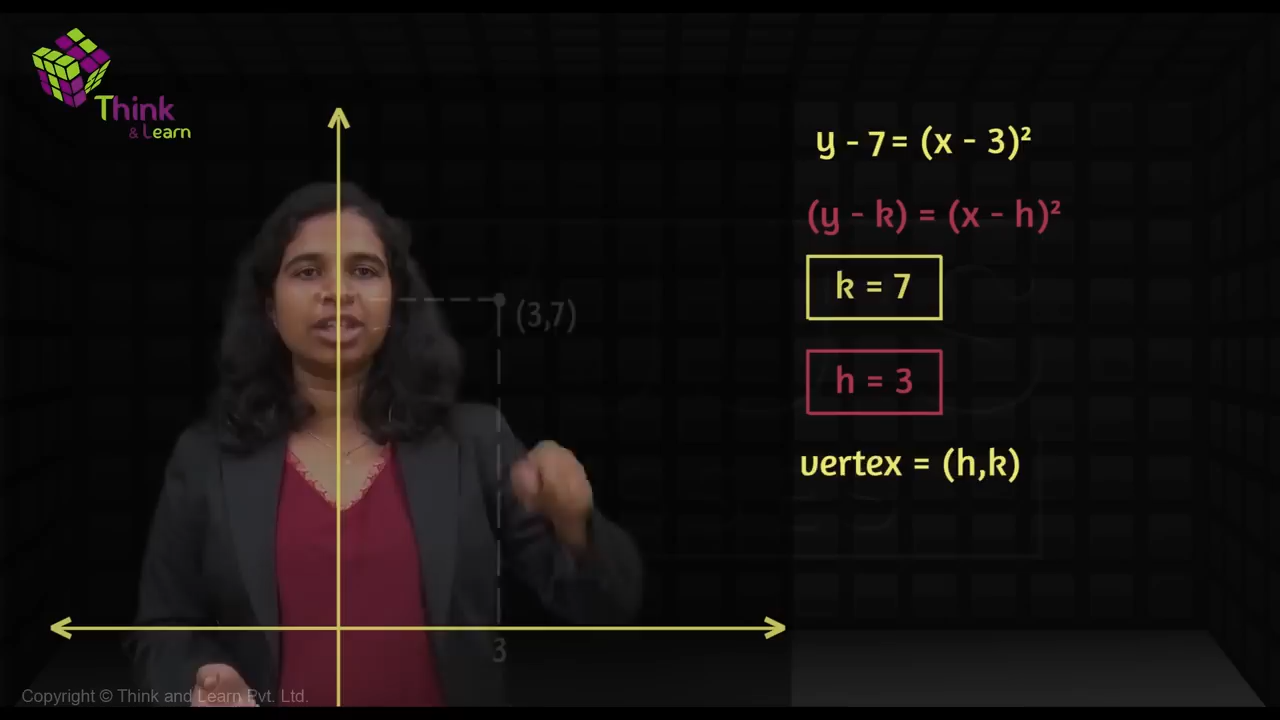 Think
& Learn
y - 7 = (x - 3)²
(y - k) = (x - h)²
k = 7
(3,7)
h = 3
vertex = (h,k)
3
Copyright © Think and Learn Pvt. Ltd.